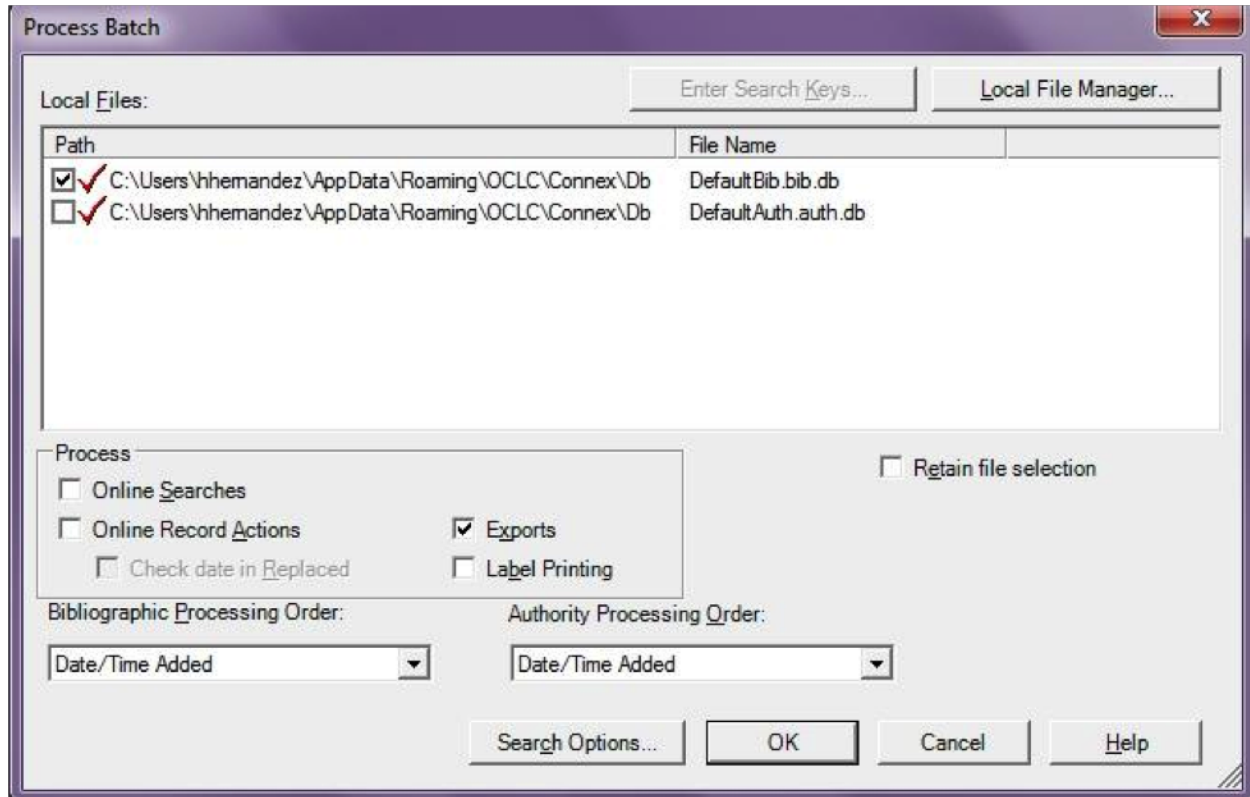 Process Batch
Enter Search Keys... Local File Manager...
Local Files:
Path File Name
C:\Users\hhernandez\AppData\Roaming\OCLC\Connex\Db DefaultBib.bib.db
C:\Users\hhernandez\AppData\Roaming\OCLC\Connex\Db DefaultAuth.auth.db
Process
Retain file selection
Online Searches
Online Record Actions Exports
Check date in Replaced Label Printing
Bibliographic Processing Order: Authority Processing Order:
Date/Time Added Date/Time Added
Search Options... OK Cancel Help